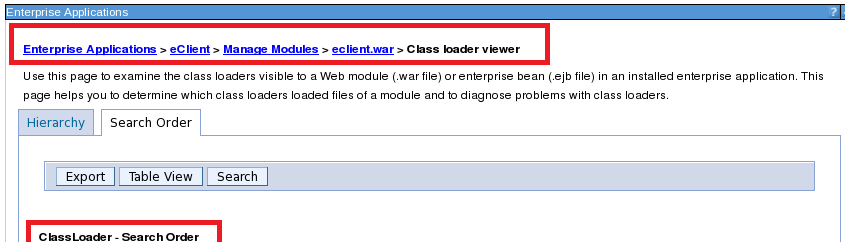 Enterprise Applications ?
Enterprise Applications > eClient > Manage Modules > eclient.war > Class loader viewer
Use this page to examine the class loaders visible to a Web module (.war file) or enterprise bean (.ejb file) in an installed enterprise application. This
page helps you to determine which class loaders loaded files of a module and to diagnose problems with class loaders.
Hierarchy Search Order
Export Table View Search
ClassLoader - Search Order